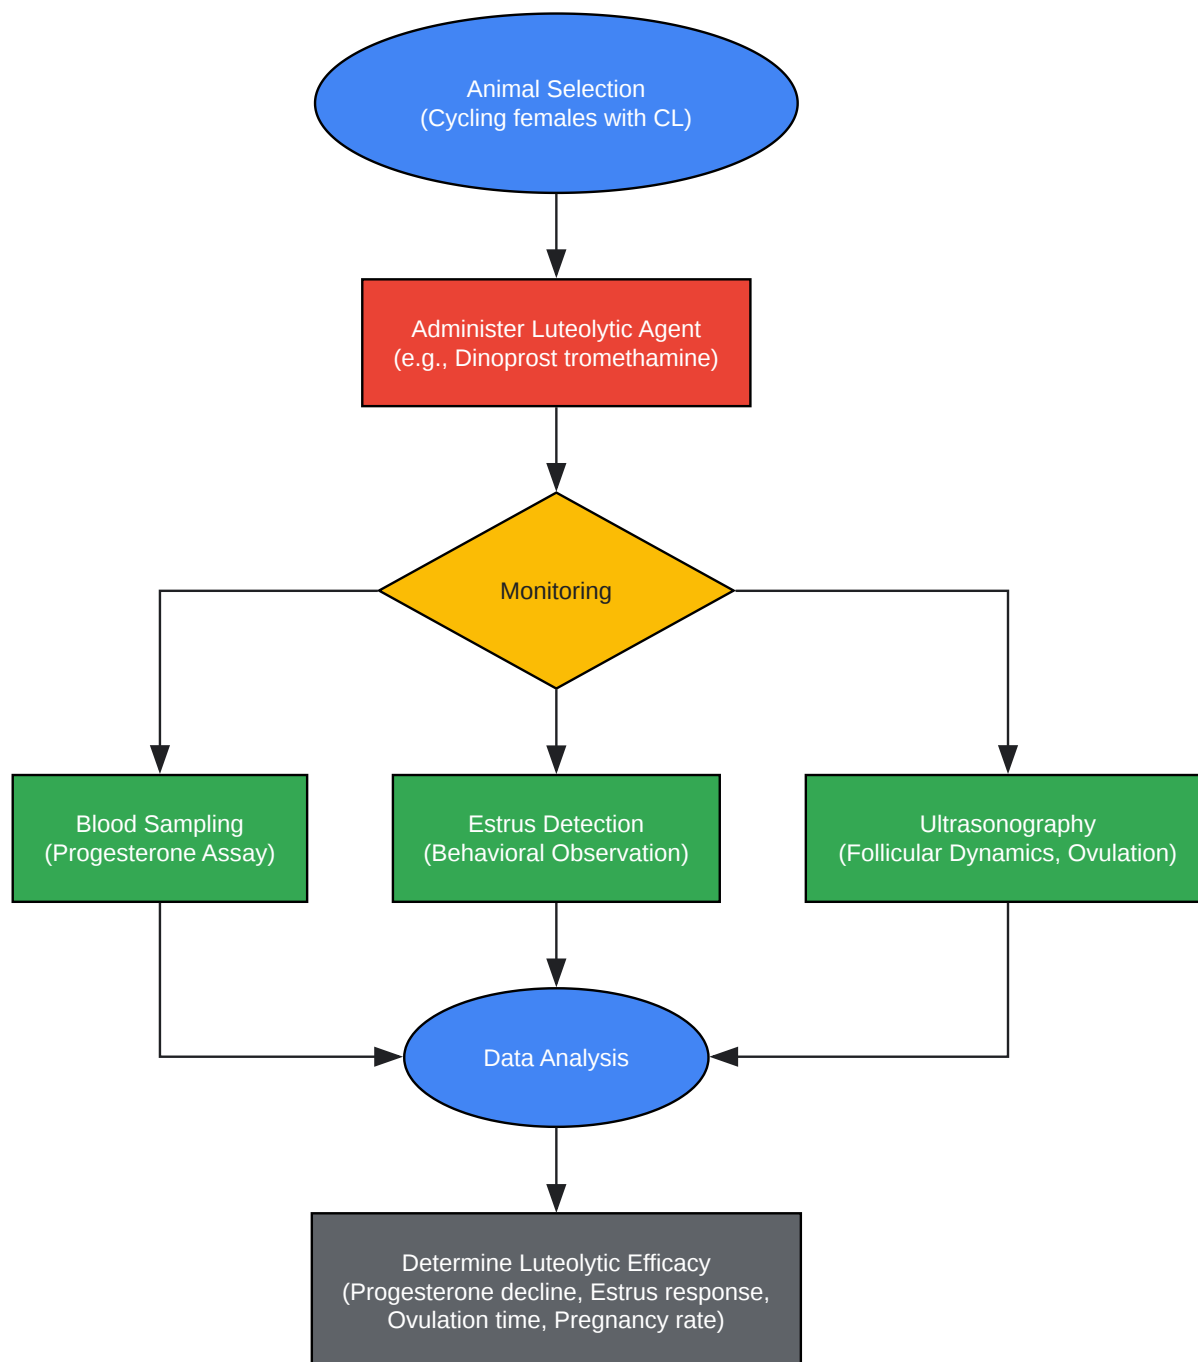 Animal Selection
(Cycling females with CL)
Administer Luteolytic Agent
(e.g., Dinoprost tromethamine)
Monitoring
Blood Sampling
(Progesterone Assay)
Estrus Detection
(Behavioral Observation)
Ultrasonography
(Follicular Dynamics, Ovulation)
Data Analysis
Determine Luteolytic Efficacy
(Progesterone decline, Estrus response,
Ovulation time, Pregnancy rate)